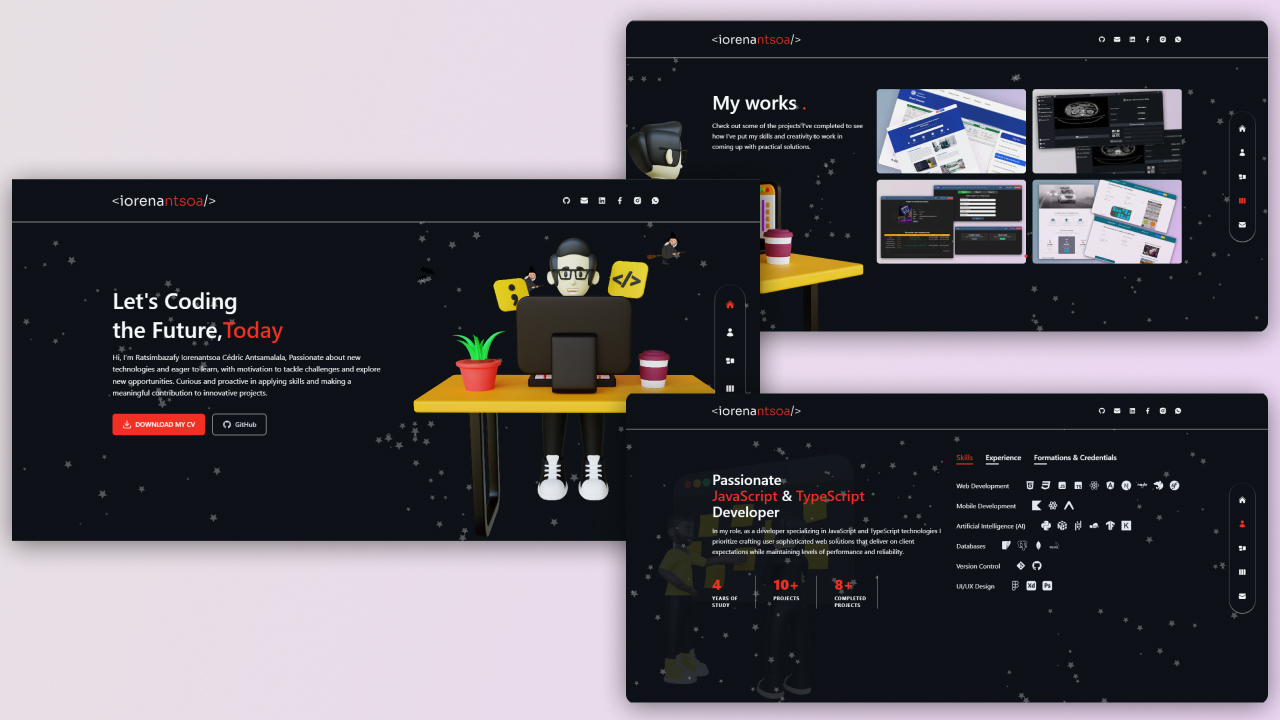 <iorenantsoa/>
Let's Coding
the Future,Today
Hi, I'm Ratsimbazafy Iorenantsoa Cédric Antsamalala, Passionate about new
technologies and eager to learn, with motivation to tackle challenges and explore
new opportunities. Curious and proactive in applying skills and making a
meaningful contribution to innovative projects.
DOWNLOAD MY CV
GitHub
;
</>
<iorenantsoa/>
My works .
Check out some of the projects I've completed to see
how I've put my skills and creativity to work in
coming up with practical solutions.
<iorenantsoa/>
Passionate
JavaScript & TypeScript
Developer
In my role, as a developer specializing in JavaScript and TypeScript technologies I
prioritize crafting user sophisticated web solutions that deliver on client
expectations while maintaining levels of performance and reliability.
4
YEARS OF
STUDY
10+
PROJECTS
8+
COMPLETED
PROJECTS
Skills
Experience
Formations & Credentials
Web Development
Mobile Development
Artificial Intelligence (AI)
Databases
Version Control
UI/UX Design
Xd
Ps